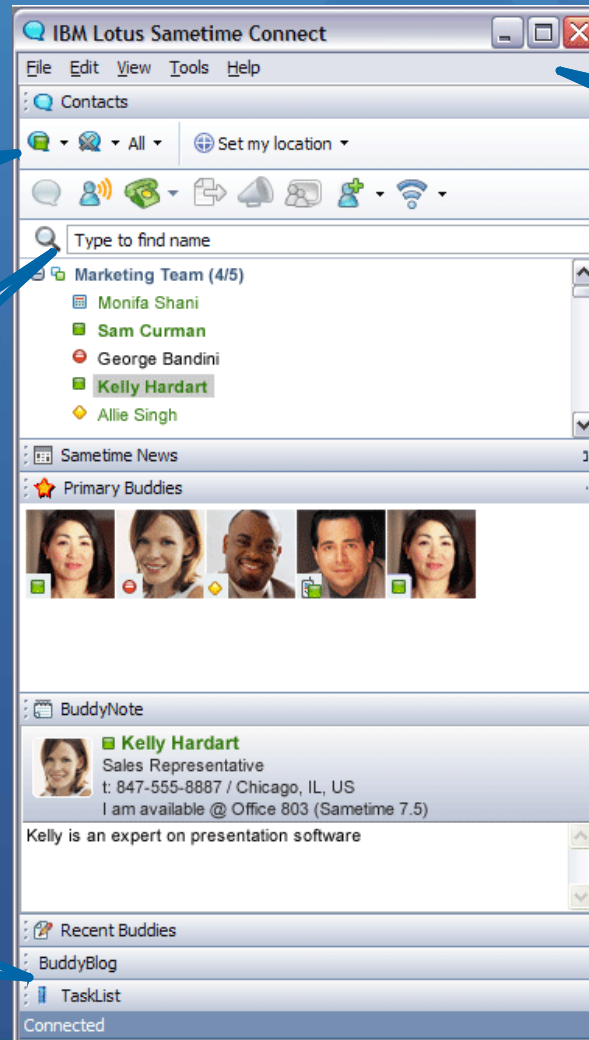 IBM Lotus Sametime Connect
File Edit View Tools Help
Contacts
All Set my location
Type to find name
Marketing Team (4/5)
Monifa Shani
Sam Curman
George Bandini
Kelly Hardart
Allie Singh
Sametime News
Primary Buddies
BuddyNote
Kelly Hardart
Sales Representative
t: 847-555-8887 / Chicago, IL, US
I am available @ Office 803 (Sametime 7.5)
Kelly is an expert on presentation software
Recent Buddies
BuddyBlog
TaskList
Connected